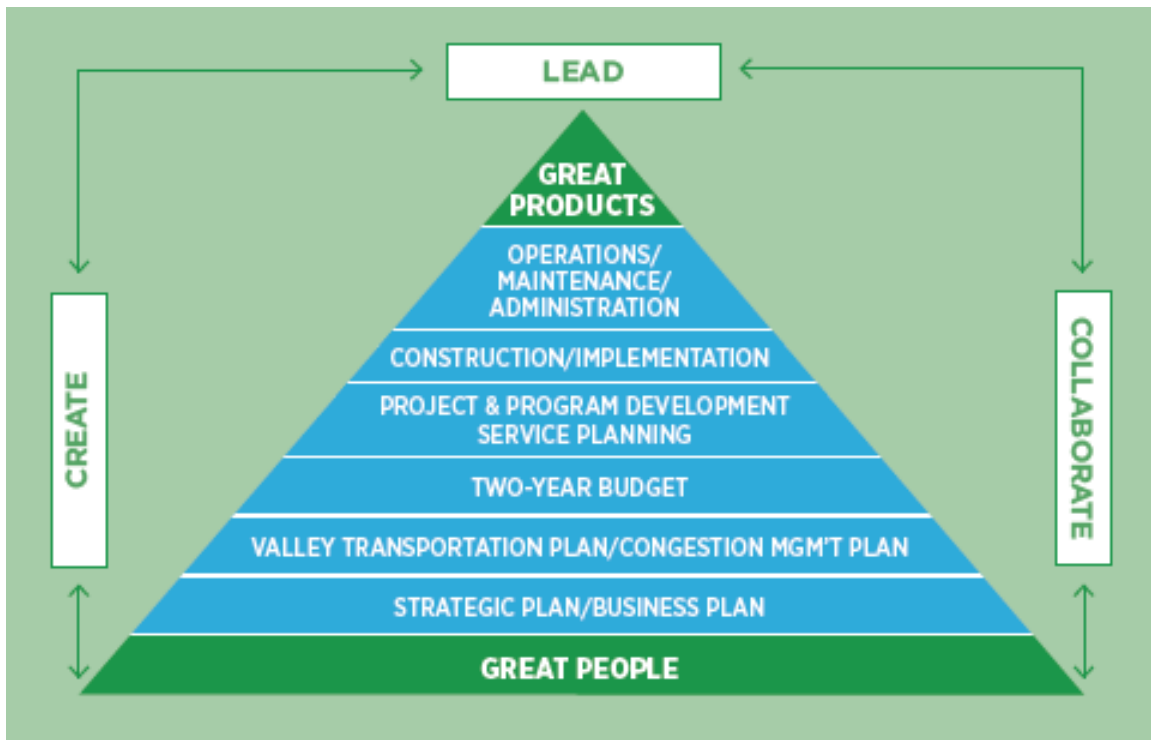 LEAD
GREAT
PRODUCTS
OPERATIONS/
MAINTENANCE/
ADMINISTRATION
CONSTRUCTION/IMPLEMENTATION
PROJECT & PROGRAM DEVELOPMENT
SERVICE PLANNING
TWO-YEAR BUDGET
VALLEY TRANSPORTATION PLAN/CONGESTION MGM'T PLAN
STRATEGIC PLAN/BUSINESS PLAN
GREAT PEOPLE
CREATE
COLLABORATE